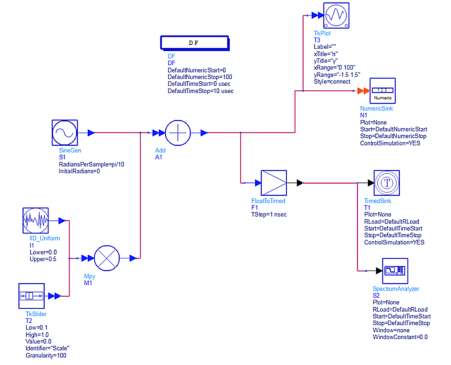 TkPlot
T3
Label=""
xTitle="n"
yTitle="y"
xRange="0 100"
yRange="-1.5 1.5"
Style=connect
D F
DF
DF
DefaultNumericStart=0
DefaultNumericStop=100
DefaultTimeStart=0 usec
DefaultTimeStop=10 usec
Numeric
NumericSink
N1
Plot=None
Start=DefaultNumericStart
Stop=DefaultNumericStop
ControlSimulation=YES
SineGen
S1
RadiansPerSample=pi/10
InitialRadians=0
Add
A1
FloatToTimed
F1
TStep=1 nsec
T
TimedSink
T1
Plot=None
RLoad=DefaultRLoad
Start=DefaultTimeStart
Stop=DefaultTimeStop
ControlSimulation=YES
IID_Uniform
I1
Lower=0.0
Upper=0.5
Mpy
M1
TkSlider
T2
Low=0.1
High=1.0
Value=0.0
Identifier="Scale"
Granularity=100
SpectrumAnalyzer
S2
Plot=None
RLoad=DefaultRLoad
Start=DefaultTimeStart
Stop=DefaultTimeStop
Window=none
WindowConstant=0.0